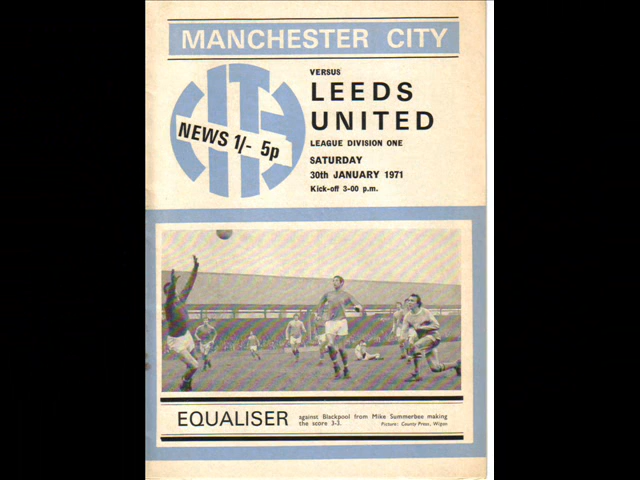 MANCHESTER CITY
VERSUS
LEEDS
UNITED
LEAGUE DIVISION ONE
SATURDAY
30th JANUARY 1971
Kick-off 3-00 p.m.
CITY
NEWS 1/- 5p
EQUALISER
against Blackpool from Mike Summerbee making
the score 3-3.
Picture: County Press, Wigan